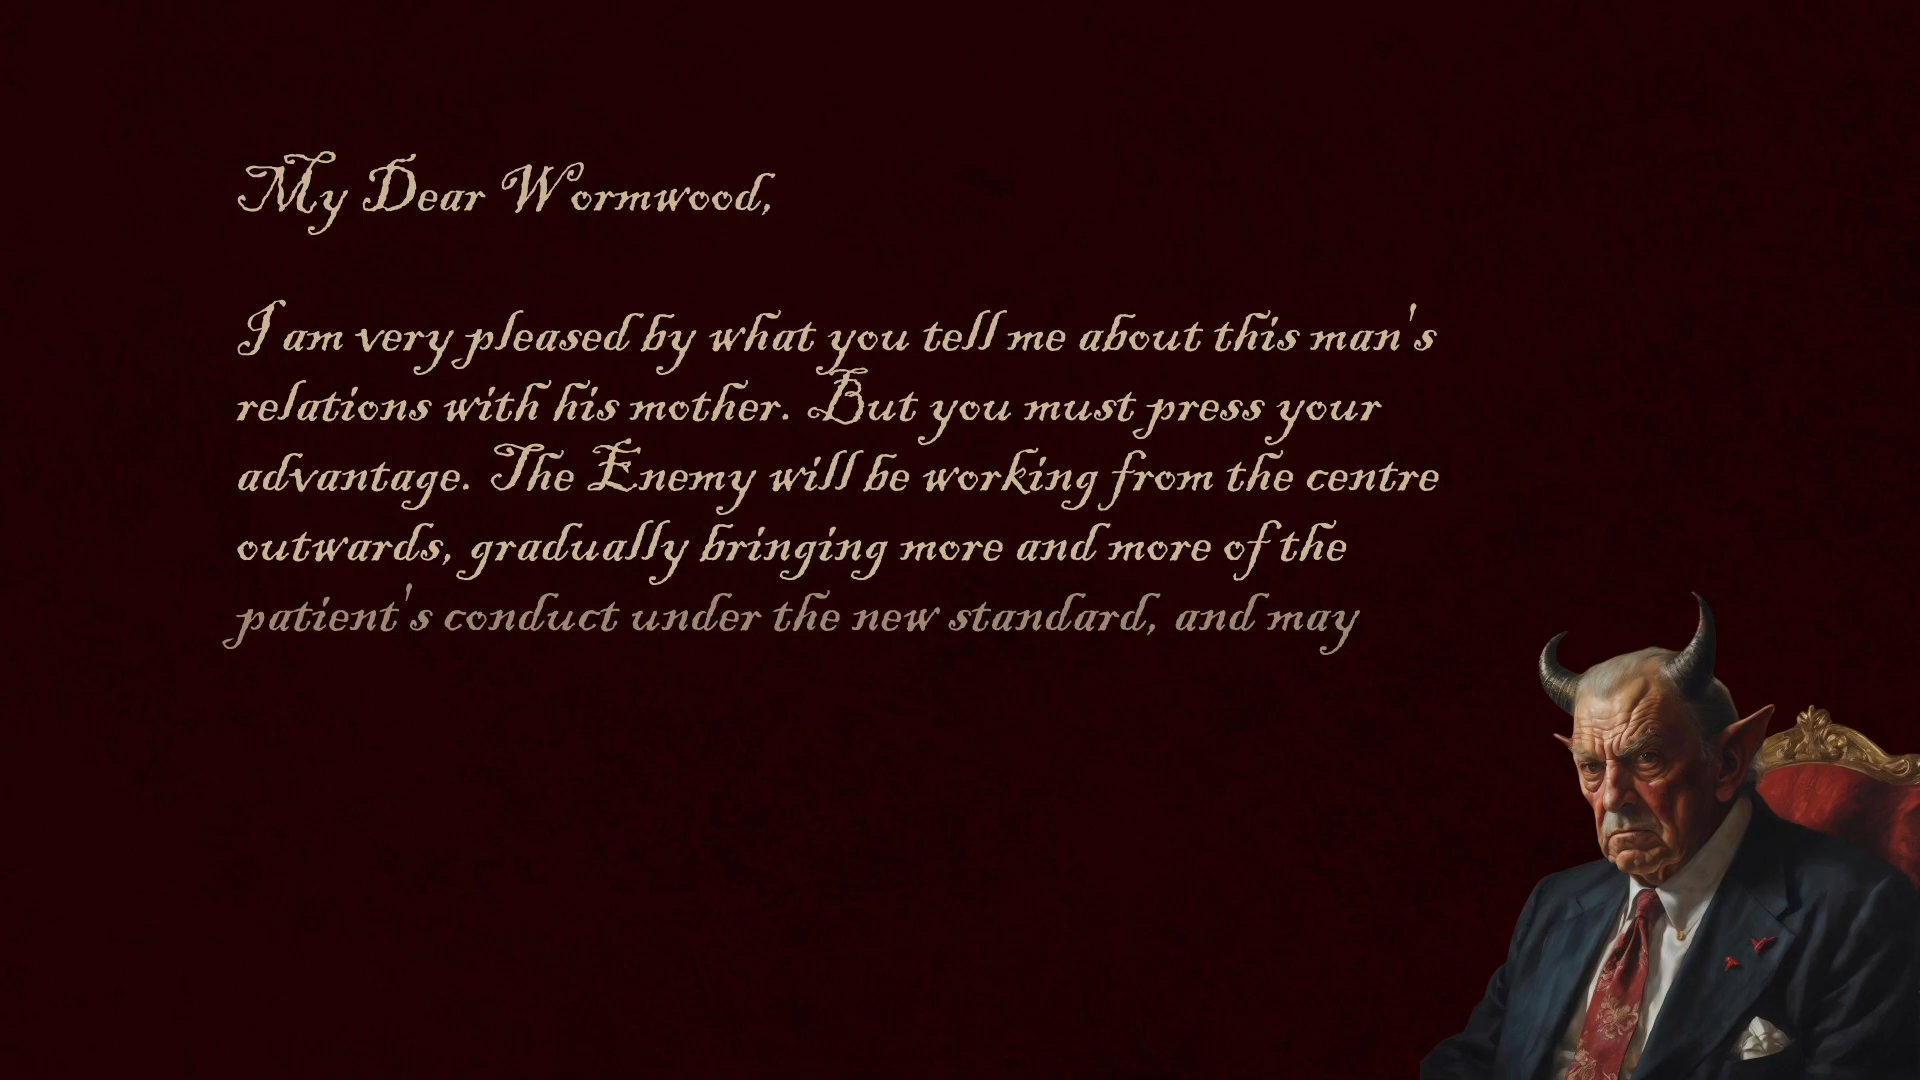 My Dear Wormwood,
I am very pleased by what you tell me about this man's
relations with his mother. But you must press your
advantage. The Enemy will be working from the centre
outwards, gradually bringing more and more of the
patient's conduct under the new standard, and may